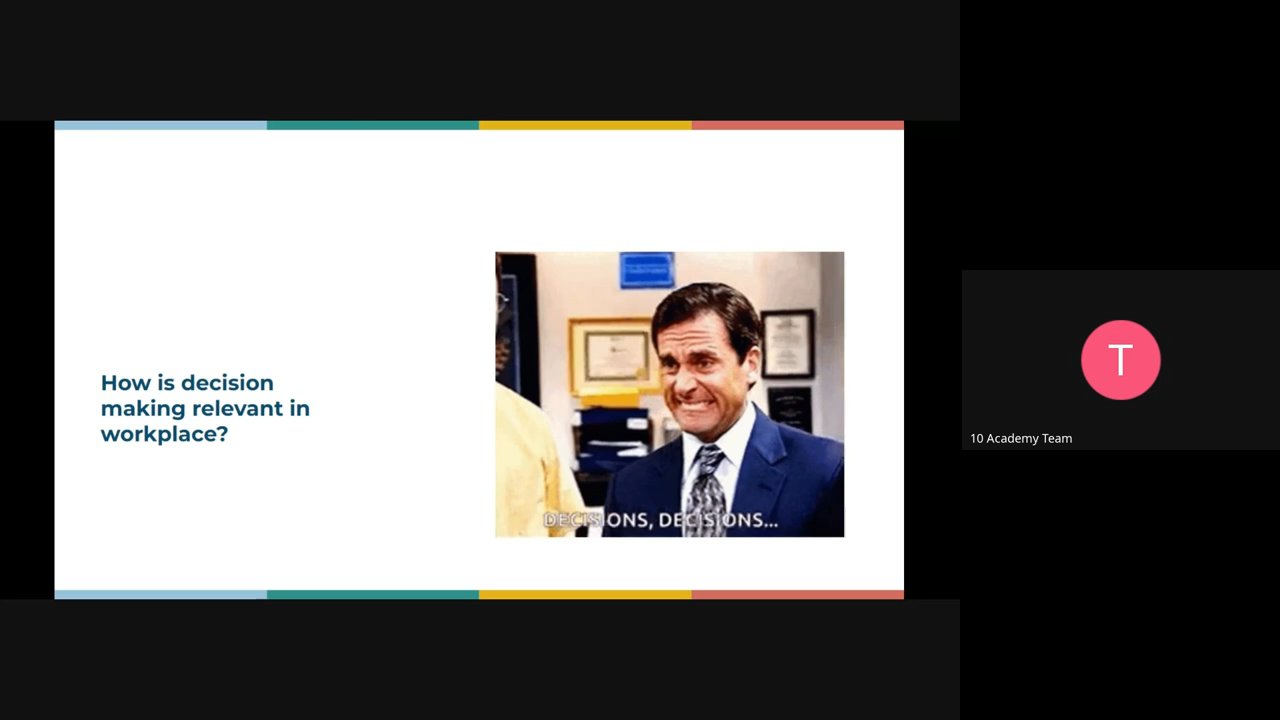 How is decision
making relevant in
workplace?
DECISIONS, DECISIONS...
T
10 Academy Team